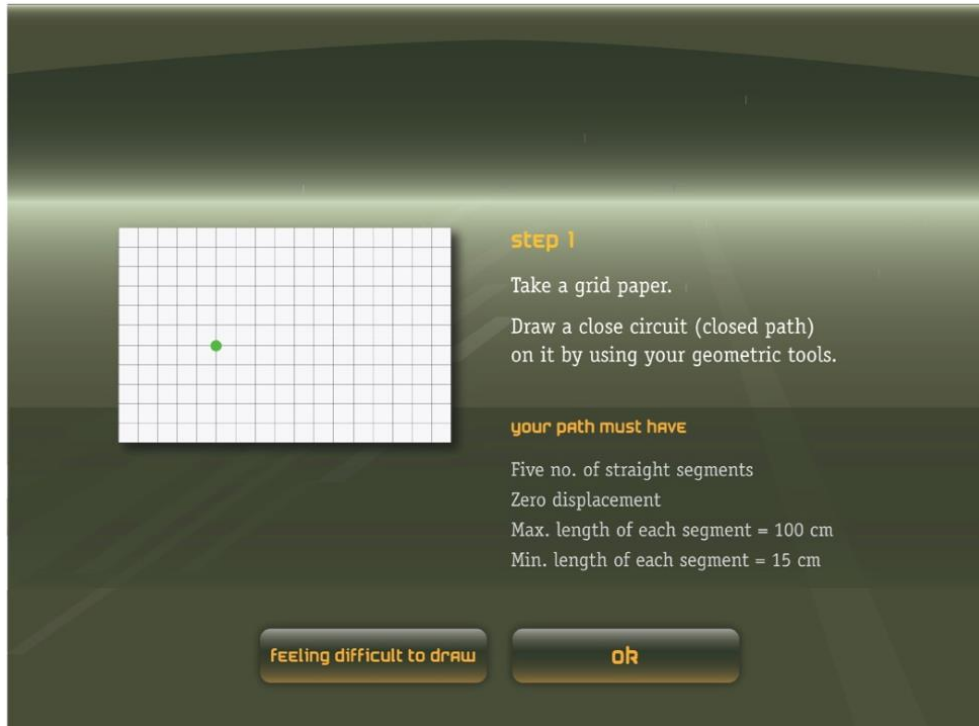 step 1
Take a grid paper.
Draw a close circuit (closed path)
on it by using your geometric tools.
your path must have
Five no. of straight segments
Zero displacement
Max. length of each segment = 100 cm
Min. length of each segment = 15 cm
feeling difficult to draw
ok